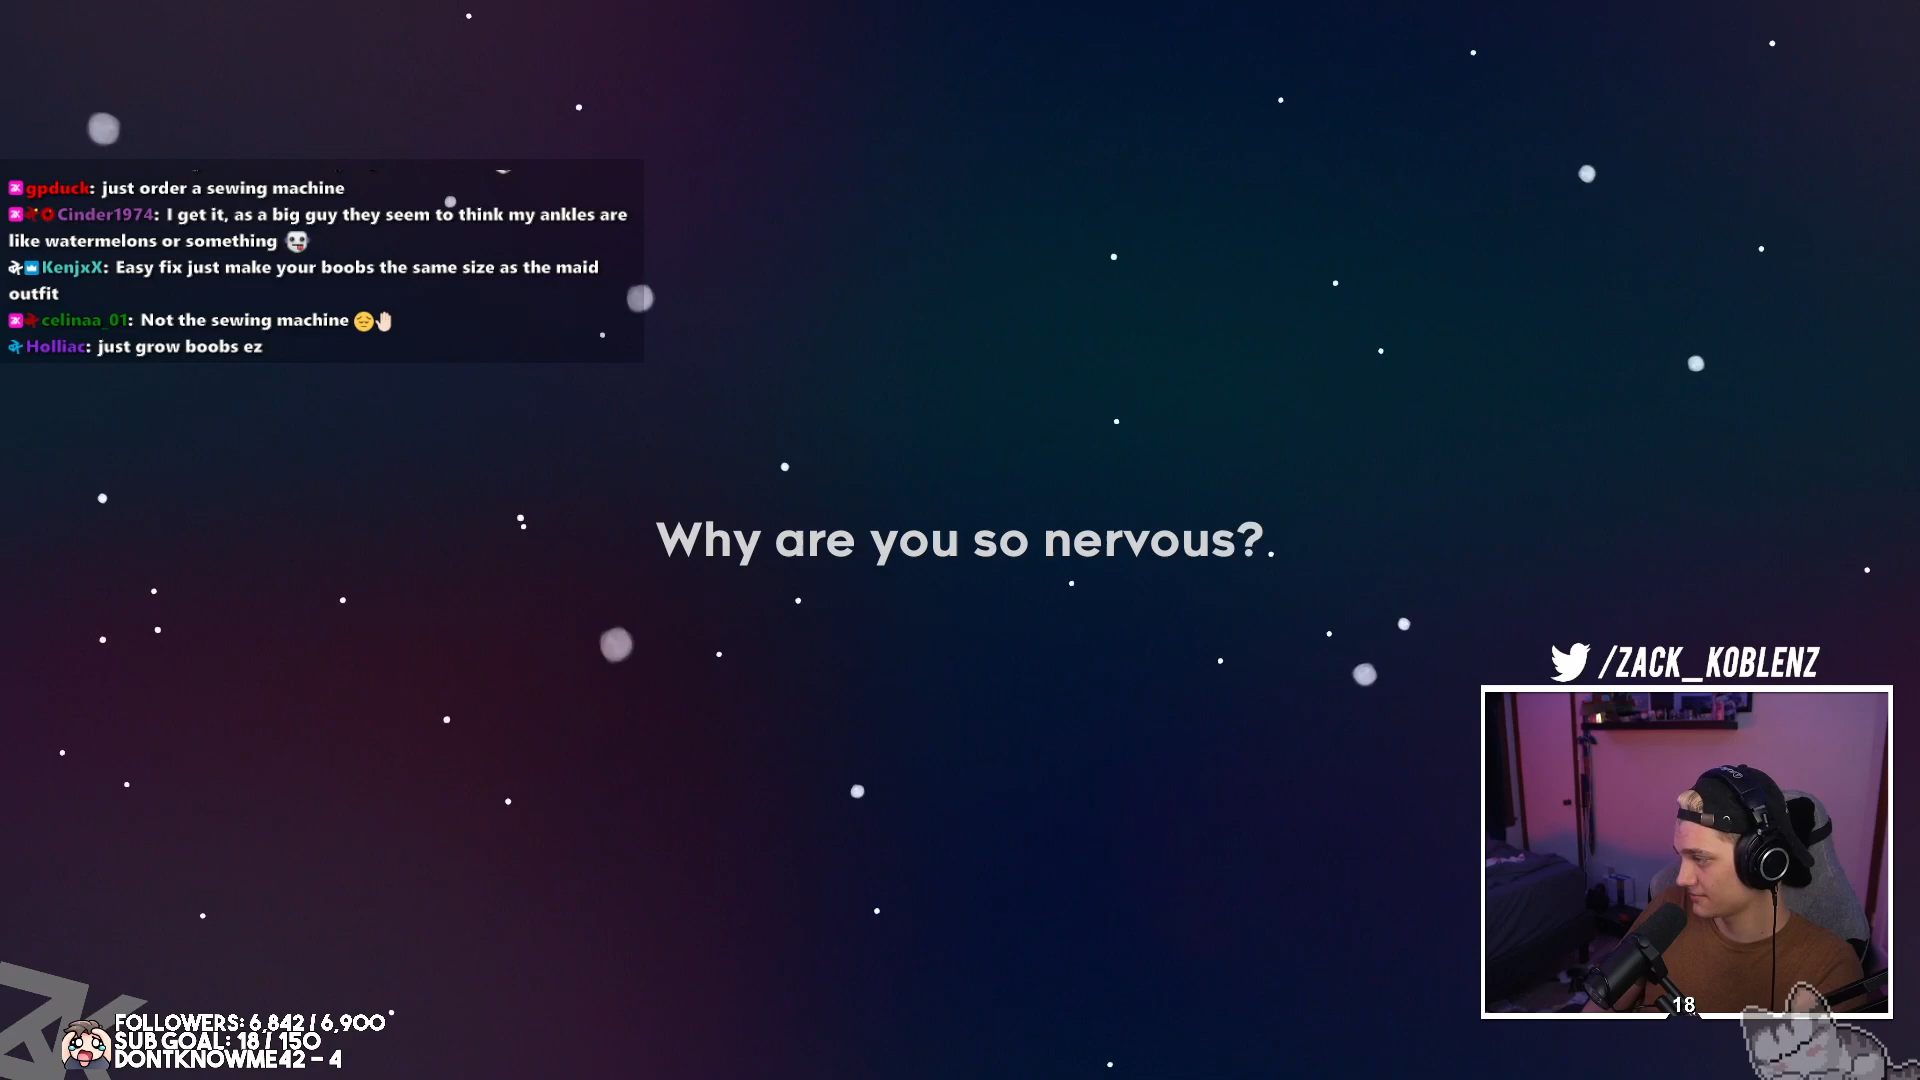 gpduck: just order a sewing machine
Cinder1974: I get it, as a big guy they seem to think my ankles are
like watermelons or something
KenjxX: Easy fix just make your boobs the same size as the maid
outfit
celinaa_01: Not the sewing machine
Holliac: just grow boobs ez
Why are you so nervous?
/ZACK_KOBLENZ
18
FOLLOWERS: 6,842 / 6,900
SUB GOAL: 18 / 150
DONTKNOWME42 - 4